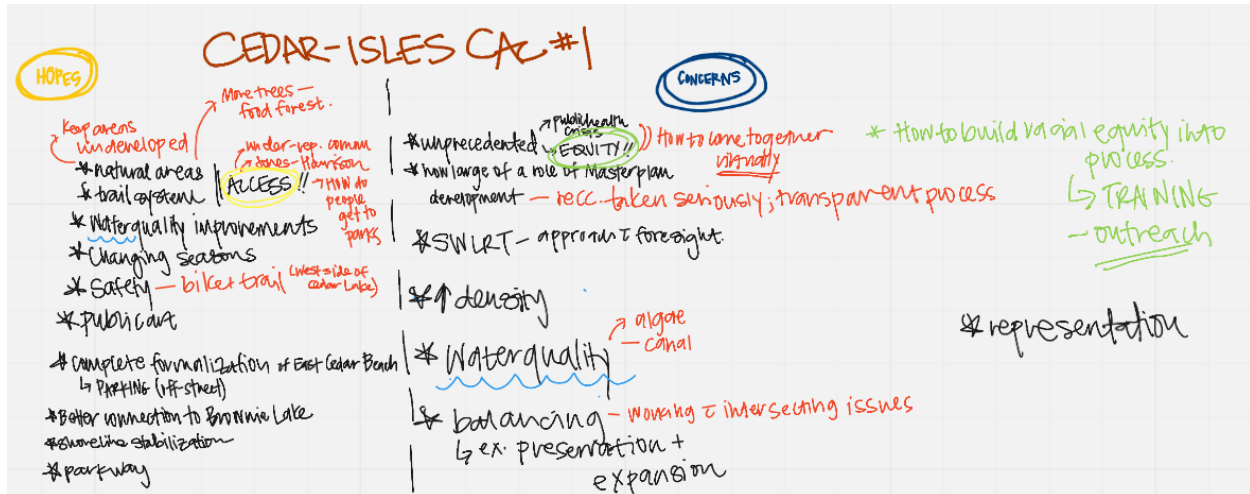 CEDAR-ISLES CAC #1
HOPES
More trees —
food forest.
Keep areas
undeveloped
* natural areas
* trail system
under-rep. comm
Jones-Harrison
ACCESS!!
→ HOW do
people
get to
parks
* Water quality improvements
* Changing seasons
* Safety — bike + trail (West side of
Cedar Lake)
* public art
* Complete formalization of East Cedar Beach
↳ PARKING (off-street)
* Better connection to Brownie Lake
* shoreline stabilization
* parkway
CONCERNS
* unprecedented
public health
crisis
EQUITY!!
How to come together
virtually
* how large of a role of Masterplan
development — recc. taken seriously; transparent process
* SWLRT — approach c̄ foresight.
* ↑ density
* Water quality
→ algae
— canal
* balancing — working c̄ intersecting issues
↳ ex. preservation +
expansion
* How to build racial equity into
process.
↳ TRAINING
— outreach
* representation